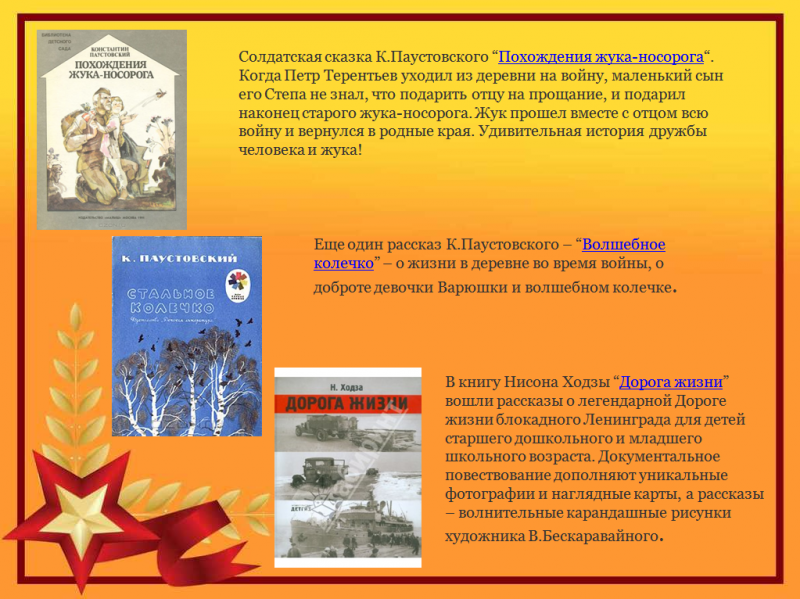 БИБЛИОТЕКА
ДЕТСКОГО
САДА
КОНСТАНТИН
ПАУСТОВСКИЙ
ПОХОЖДЕНИЯ
ЖУКА-НОСОРОГА
Солдатская сказка К.Паустовского “Похождения жука-носорога“.
Когда Петр Терентьев уходил из деревни на войну, маленький сын
его Степа не знал, что подарить отцу на прощание, и подарил
наконец старого жука-носорога. Жук прошел вместе с отцом всю
войну и вернулся в родные края. Удивительная история дружбы
человека и жука!
К. ПАУСТОВСКИЙ
СТАЛЬНОЕ
КОЛЕЧКО
Еще один рассказ К.Паустовского – “Волшебное
колечко” – о жизни в деревне во время войны, о
доброте девочки Варюшки и волшебном колечке.
Н. Ходза
ДОРОГА ЖИЗНИ
В книгу Нисона Ходзы “Дорога жизни”
вошли рассказы о легендарной Дороге
жизни блокадного Ленинграда для детей
старшего дошкольного и младшего
школьного возраста. Документальное
повествование дополняют уникальные
фотографии и наглядные карты, а рассказы
– волнительные карандашные рисунки
художника В.Бескаравайного.